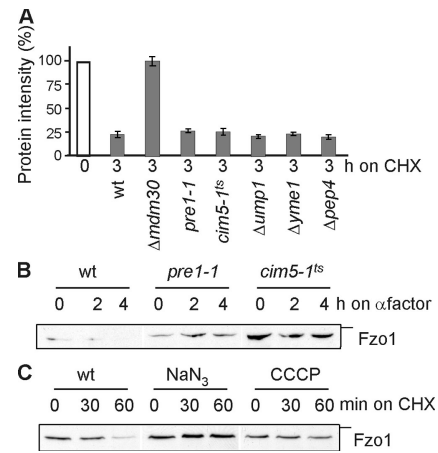 A
Protein intensity (%)
100
75
50
25
0
0 3 3 3 3 3 3 3 h on CHX
wt
Δmdm30
pre1-1
cim5-1ts
Δump1
Δyme1
Δpep4
B
wt pre1-1 cim5-1ts
0 2 4 0 2 4 0 2 4 h on αfactor
Fzo1
C
wt NaN3 CCCP
0 30 60 0 30 60 0 30 60 min on CHX
Fzo1